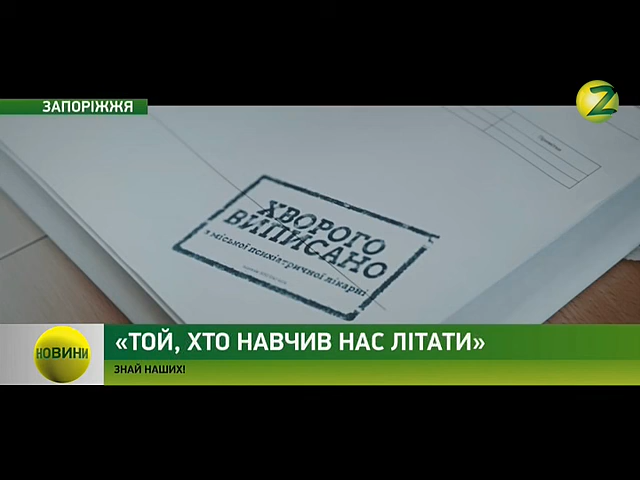 ЗАПОРІЖЖЯ
Z
ХВОРОГО
ВИПИСАНО
з міської психіатричної лікарні
НОВИНИ
«ТОЙ, ХТО НАВЧИВ НАС ЛІТАТИ»
ЗНАЙ НАШИХ!